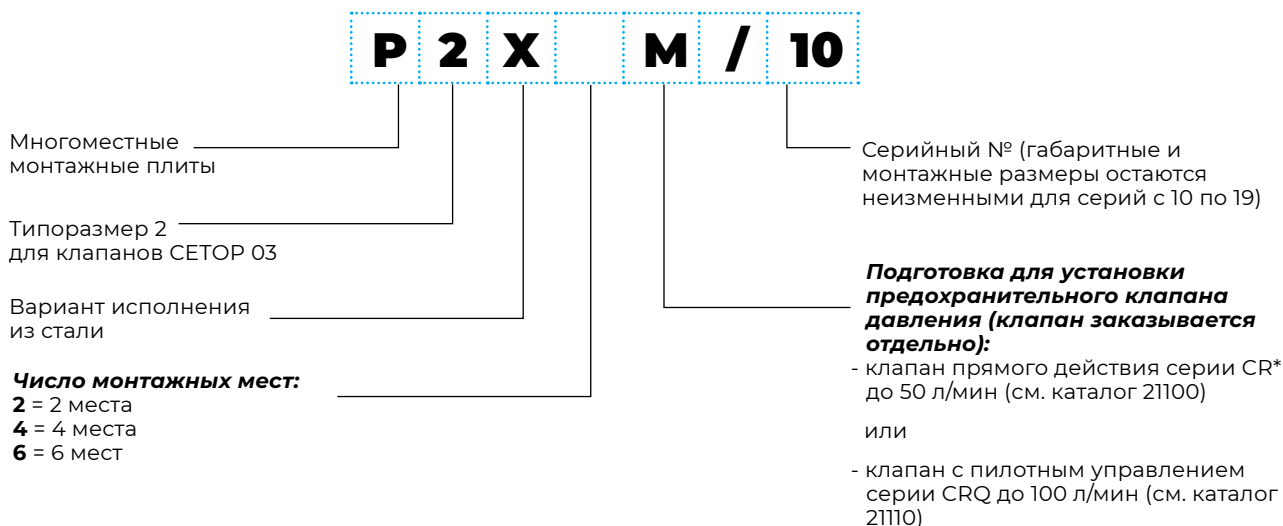 P 2 X M / 10
Многоместные
монтажные плиты
Типоразмер 2
для клапанов CETOP 03
Вариант исполнения
из стали
Число монтажных мест:
2 = 2 места
4 = 4 места
6 = 6 мест
Серийный № (габаритные и
монтажные размеры остаются
неизменными для серий с 10 по 19)
Подготовка для установки
предохранительного клапана
давления (клапан заказывается
отдельно):
- клапан прямого действия серии CR*
до 50 л/мин (см. каталог 21100)
или
- клапан с пилотным управлением
серии CRQ до 100 л/мин (см. каталог
21110)